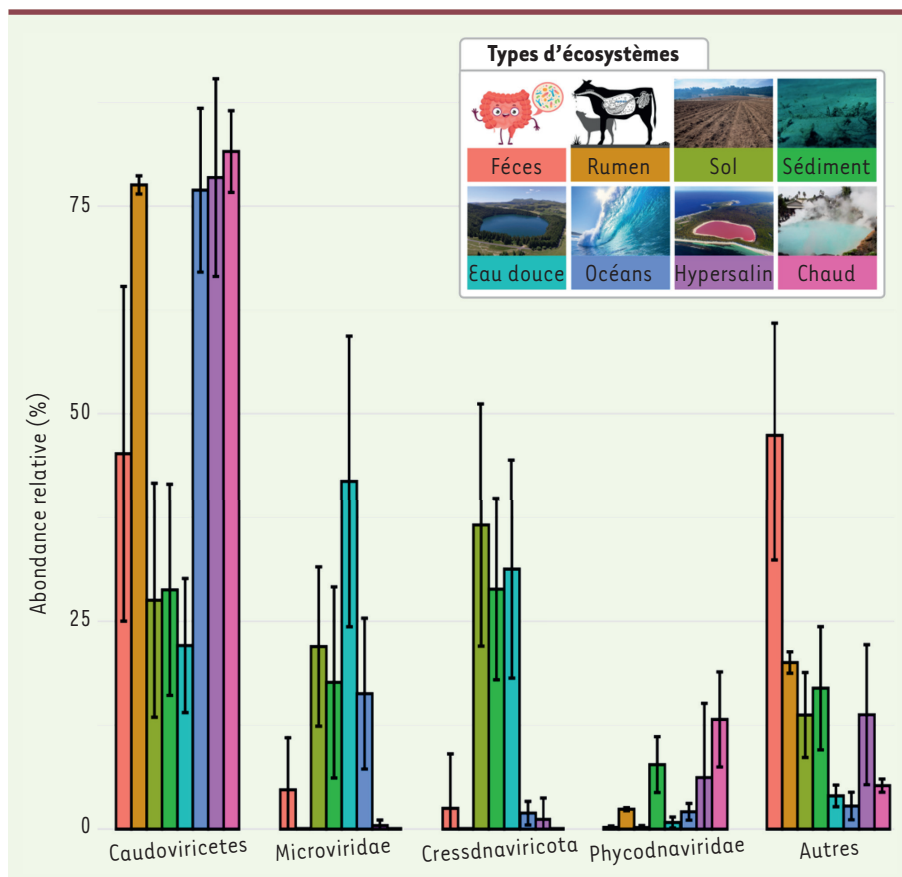 Types d'écosystèmes
Féces Rumen Sol Sédiment
Eau douce Océans Hypersalin Chaud
Abondance relative (%)
75
50
25
0
Caudoviricetes Microviridae Cressdnaviricota Phycodnaviridae Autres